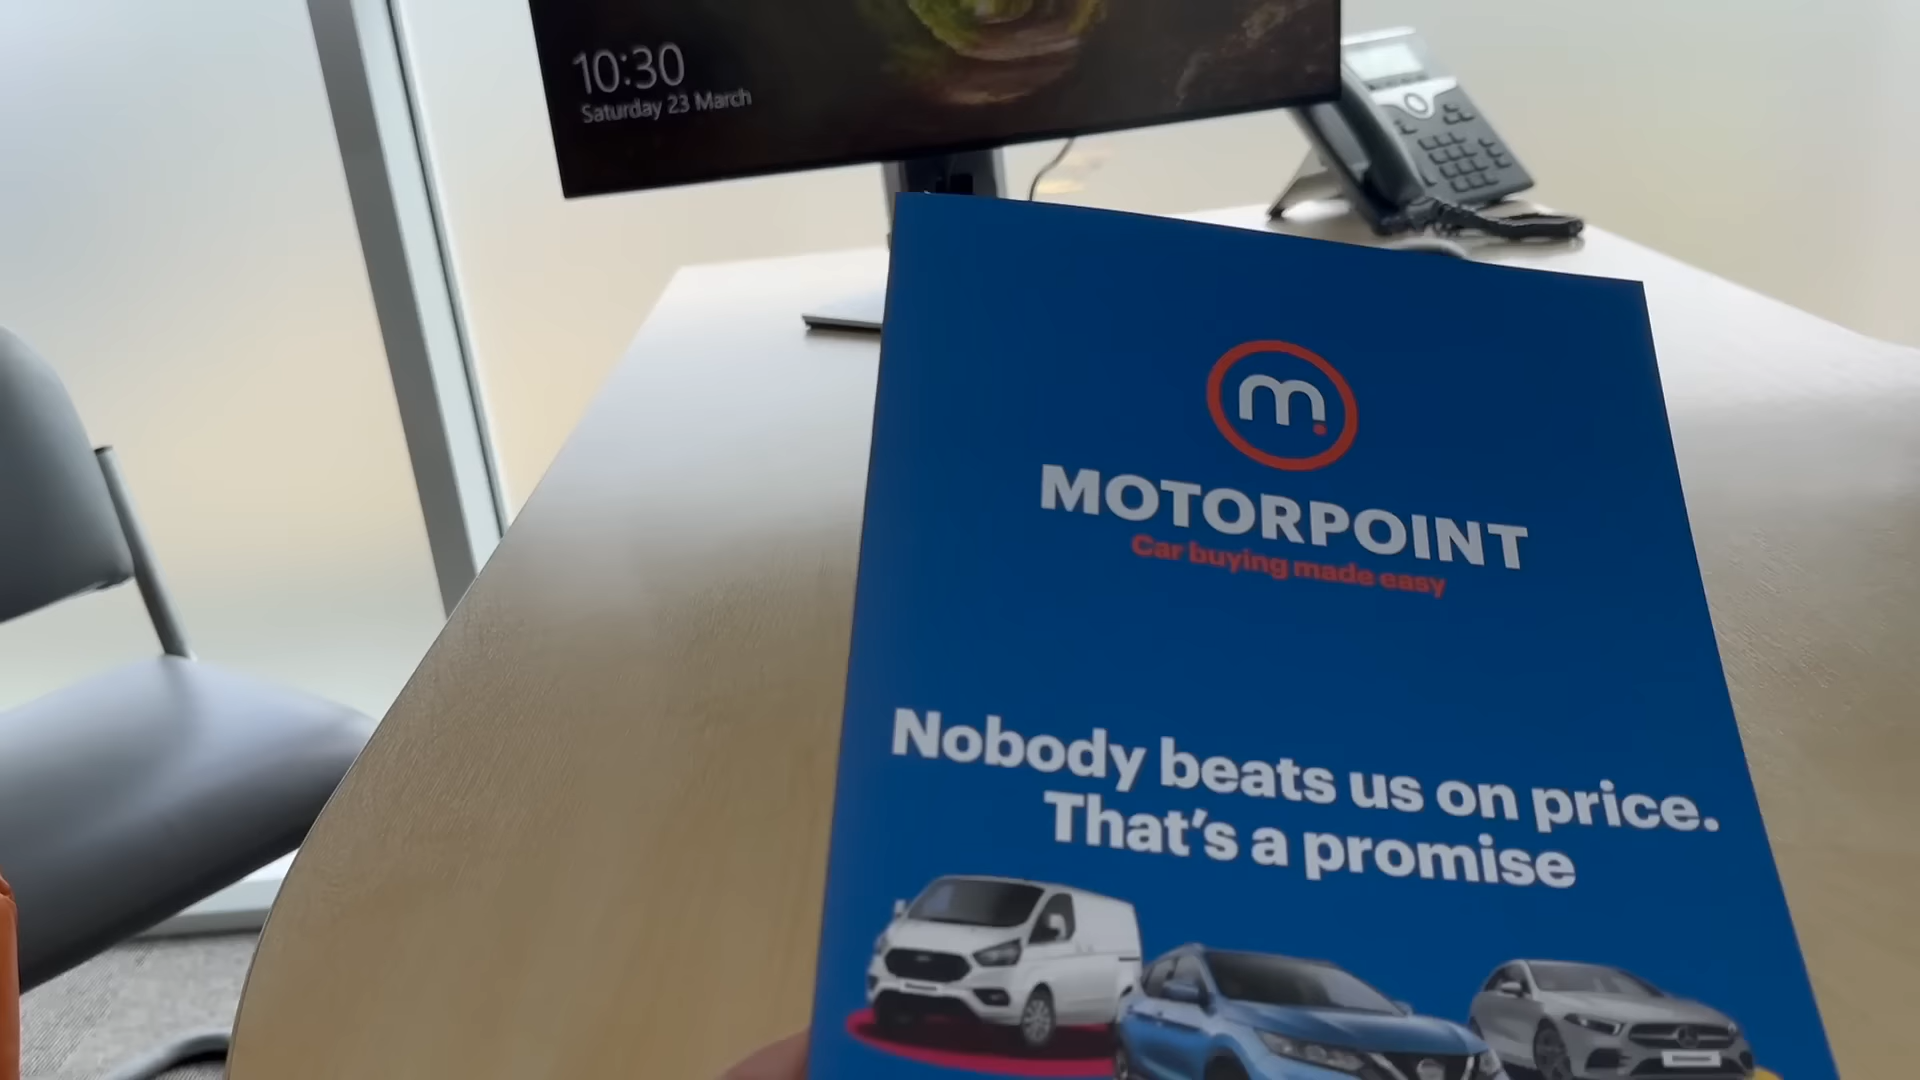 10:30
Saturday 23 March
m.
MOTORPOINT
Car buying made easy
Nobody beats us on price.
That's a promise